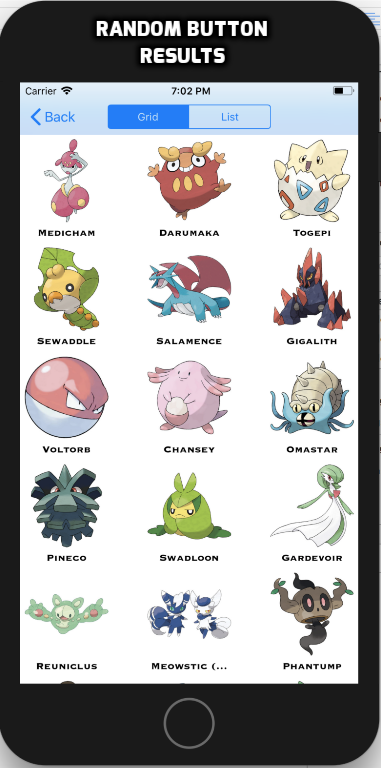 RANDOM BUTTON
RESULTS
Carrier 7:02 PM
Back Grid List
MEDICHAM DARUMAKA TOGEPI
SEWADDLE SALAMENCE GIGALITH
VOLTORB CHANSEY OMASTAR
PINECO SWADLOON GARDEVOIR
REUNICLUS MEOWSTIC (... PHANTUMP